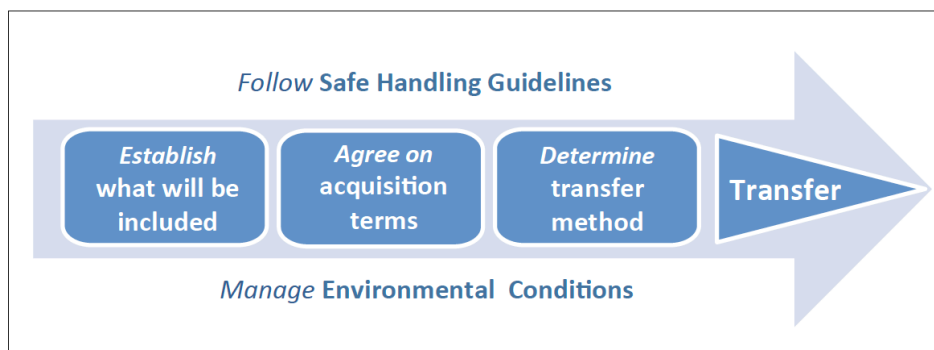 Follow Safe Handling Guidelines
Establish
what will be
included
Agree on
acquisition
terms
Determine
transfer
method
Transfer
Manage Environmental Conditions